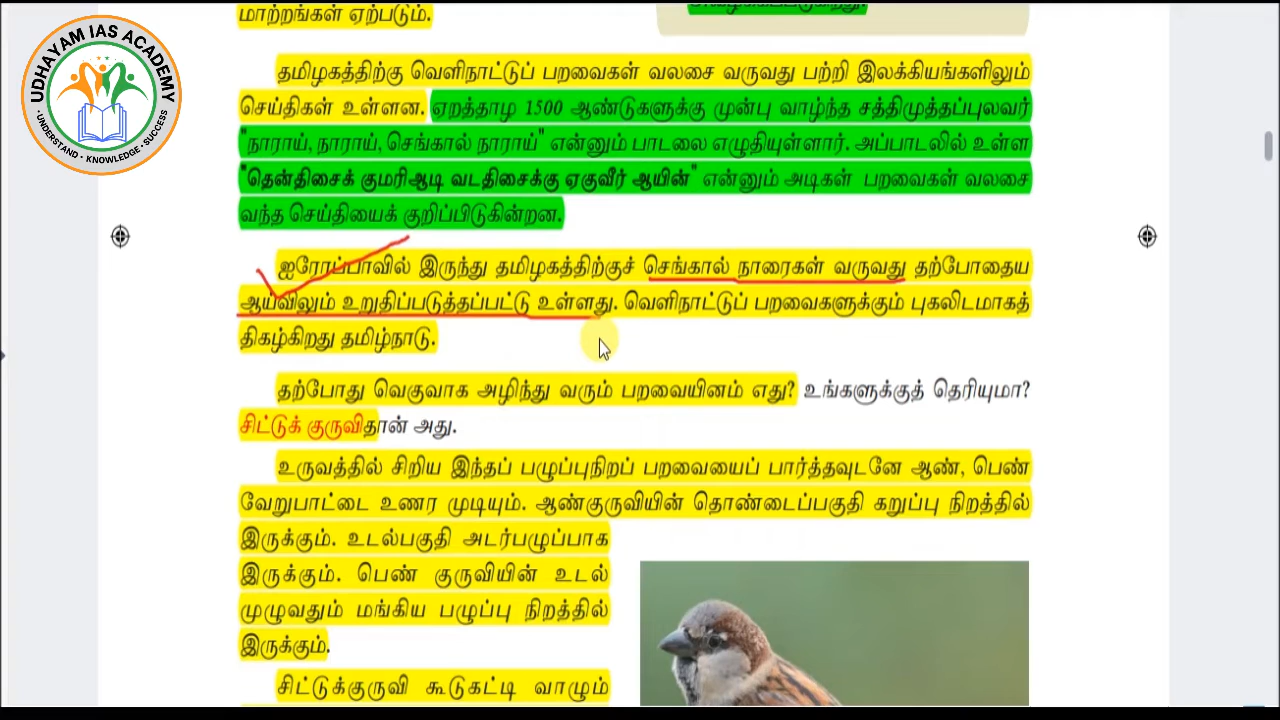 UDHAYAM IAS ACADEMY
· UNDERSTAND · KNOWLEDGE · SUCCESS ·
மாற்றங்கள் ஏற்படும்.
தமிழகத்திற்கு வெளிநாட்டுப் பறவைகள் வலசை வருவது பற்றி இலக்கியங்களிலும்
செய்திகள் உள்ளன. ஏறத்தாழ 1500 ஆண்டுகளுக்கு முன்பு வாழ்ந்த சத்திமுத்தப்புலவர்
"நாராய், நாராய், செங்கால் நாராய்" என்னும் பாடலை எழுதியுள்ளார். அப்பாடலில் உள்ள
"தென்திசைக் குமரிஆடி வடதிசைக்கு ஏகுவீர் ஆயின்" என்னும் அடிகள் பறவைகள் வலசை
வந்த செய்தியைக் குறிப்பிடுகின்றன.
ஐரோப்பாவில் இருந்து தமிழகத்திற்குச் செங்கால் நாரைகள் வருவது தற்போதைய
ஆய்விலும் உறுதிப்படுத்தப்பட்டு உள்ளது. வெளிநாட்டுப் பறவைகளுக்கும் புகலிடமாகத்
திகழ்கிறது தமிழ்நாடு.
தற்போது வெகுவாக அழிந்து வரும் பறவையினம் எது? உங்களுக்குத் தெரியுமா?
சிட்டுக் குருவிதான் அது.
உருவத்தில் சிறிய இந்தப் பழுப்புநிறப் பறவையைப் பார்த்தவுடனே ஆண், பெண்
வேறுபாட்டை உணர முடியும். ஆண்குருவியின் தொண்டைப்பகுதி கறுப்பு நிறத்தில்
இருக்கும். உடல்பகுதி அடர்பழுப்பாக
இருக்கும். பெண் குருவியின் உடல்
முழுவதும் மங்கிய பழுப்பு நிறத்தில்
இருக்கும்.
சிட்டுக்குருவி கூடுகட்டி வாழும்